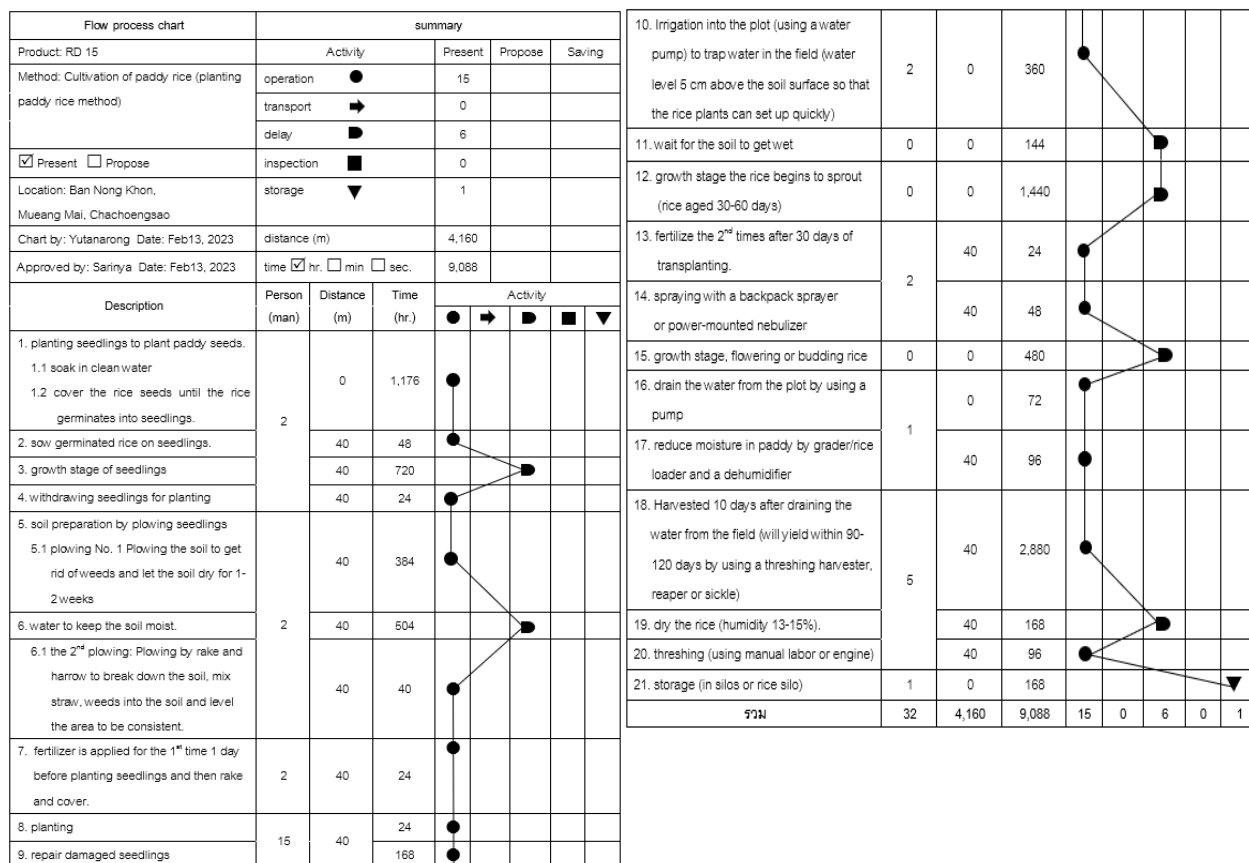 Flow process chart
summary
Product: RD 15
Activity
Present
Propose
Saving
Method: Cultivation of paddy rice (planting
paddy rice method)
operation
15
transport
0
delay
6
☑ Present ☐ Propose
inspection
0
Location: Ban Nong Khon,
Mueang Mai, Chachoengsao
storage
1
Chart by: Yutanarong Date: Feb13, 2023
distance (m)
4,160
Approved by: Sarinya Date: Feb13, 2023
time ☑ hr. ☐ min ☐ sec.
9,088
Description
Person
(man)
Distance
(m)
Time
(hr.)
Activity
1. planting seedlings to plant paddy seeds.
1.1 soak in clean water
1.2 cover the rice seeds until the rice
germinates into seedlings.
2
0
1,176
2. sow germinated rice on seedlings.
40
48
3. growth stage of seedlings
40
720
4. withdrawing seedlings for planting
40
24
5. soil preparation by plowing seedlings
5.1 plowing No. 1 Plowing the soil to get
rid of weeds and let the soil dry for 1-
2 weeks
40
384
6. water to keep the soil moist.
2
40
504
6.1 the 2nd plowing: Plowing by rake and
harrow to break down the soil, mix
straw, weeds into the soil and level
the area to be consistent.
40
40
7. fertilizer is applied for the 1st time 1 day
before planting seedlings and then rake
and cover.
2
40
24
8. planting
15
40
24
9. repair damaged seedlings
168
10. Irrigation into the plot (using a water
pump) to trap water in the field (water
level 5 cm above the soil surface so that
the rice plants can set up quickly)
2
0
360
11. wait for the soil to get wet
0
0
144
12. growth stage the rice begins to sprout
(rice aged 30-60 days)
0
0
1,440
13. fertilize the 2nd times after 30 days of
transplanting.
2
40
24
14. spraying with a backpack sprayer
or power-mounted nebulizer
40
48
15. growth stage, flowering or budding rice
0
0
480
16. drain the water from the plot by using a
pump
1
0
72
17. reduce moisture in paddy by grader/rice
loader and a dehumidifier
40
96
18. Harvested 10 days after draining the
water from the field (will yield within 90-
120 days by using a threshing harvester,
reaper or sickle)
5
40
2,880
19. dry the rice (humidity 13-15%).
40
168
20. threshing (using manual labor or engine)
40
96
21. storage (in silos or rice silo)
1
0
168
รวม
32
4,160
9,088
15
0
6
0
1